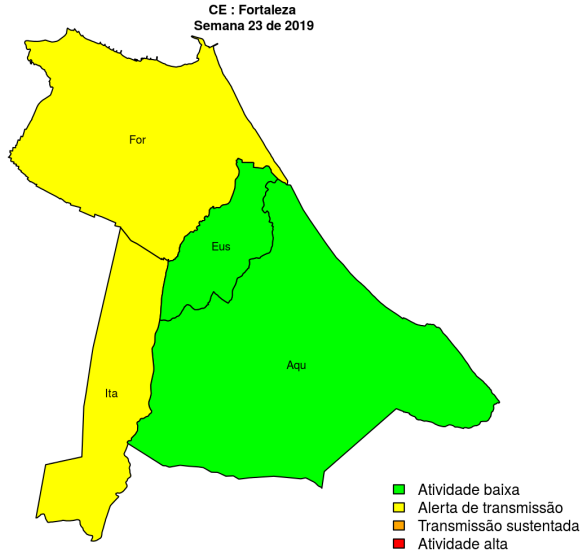 CE : Fortaleza
Semana 23 de 2019
For
Eus
Aqu
Ita
Atividade baixa
Alerta de transmissão
Transmissão sustentada
Atividade alta